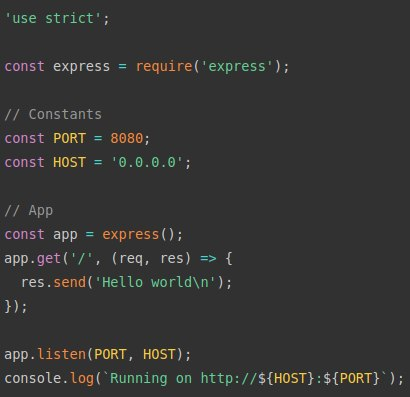 'use strict';
const express = require('express');
// Constants
const PORT = 8080;
const HOST = '0.0.0.0';
// App
const app = express();
app.get('/', (req, res) => {
  res.send('Hello world\n');
});
app.listen(PORT, HOST);
console.log(`Running on http://${HOST}:${PORT}`);